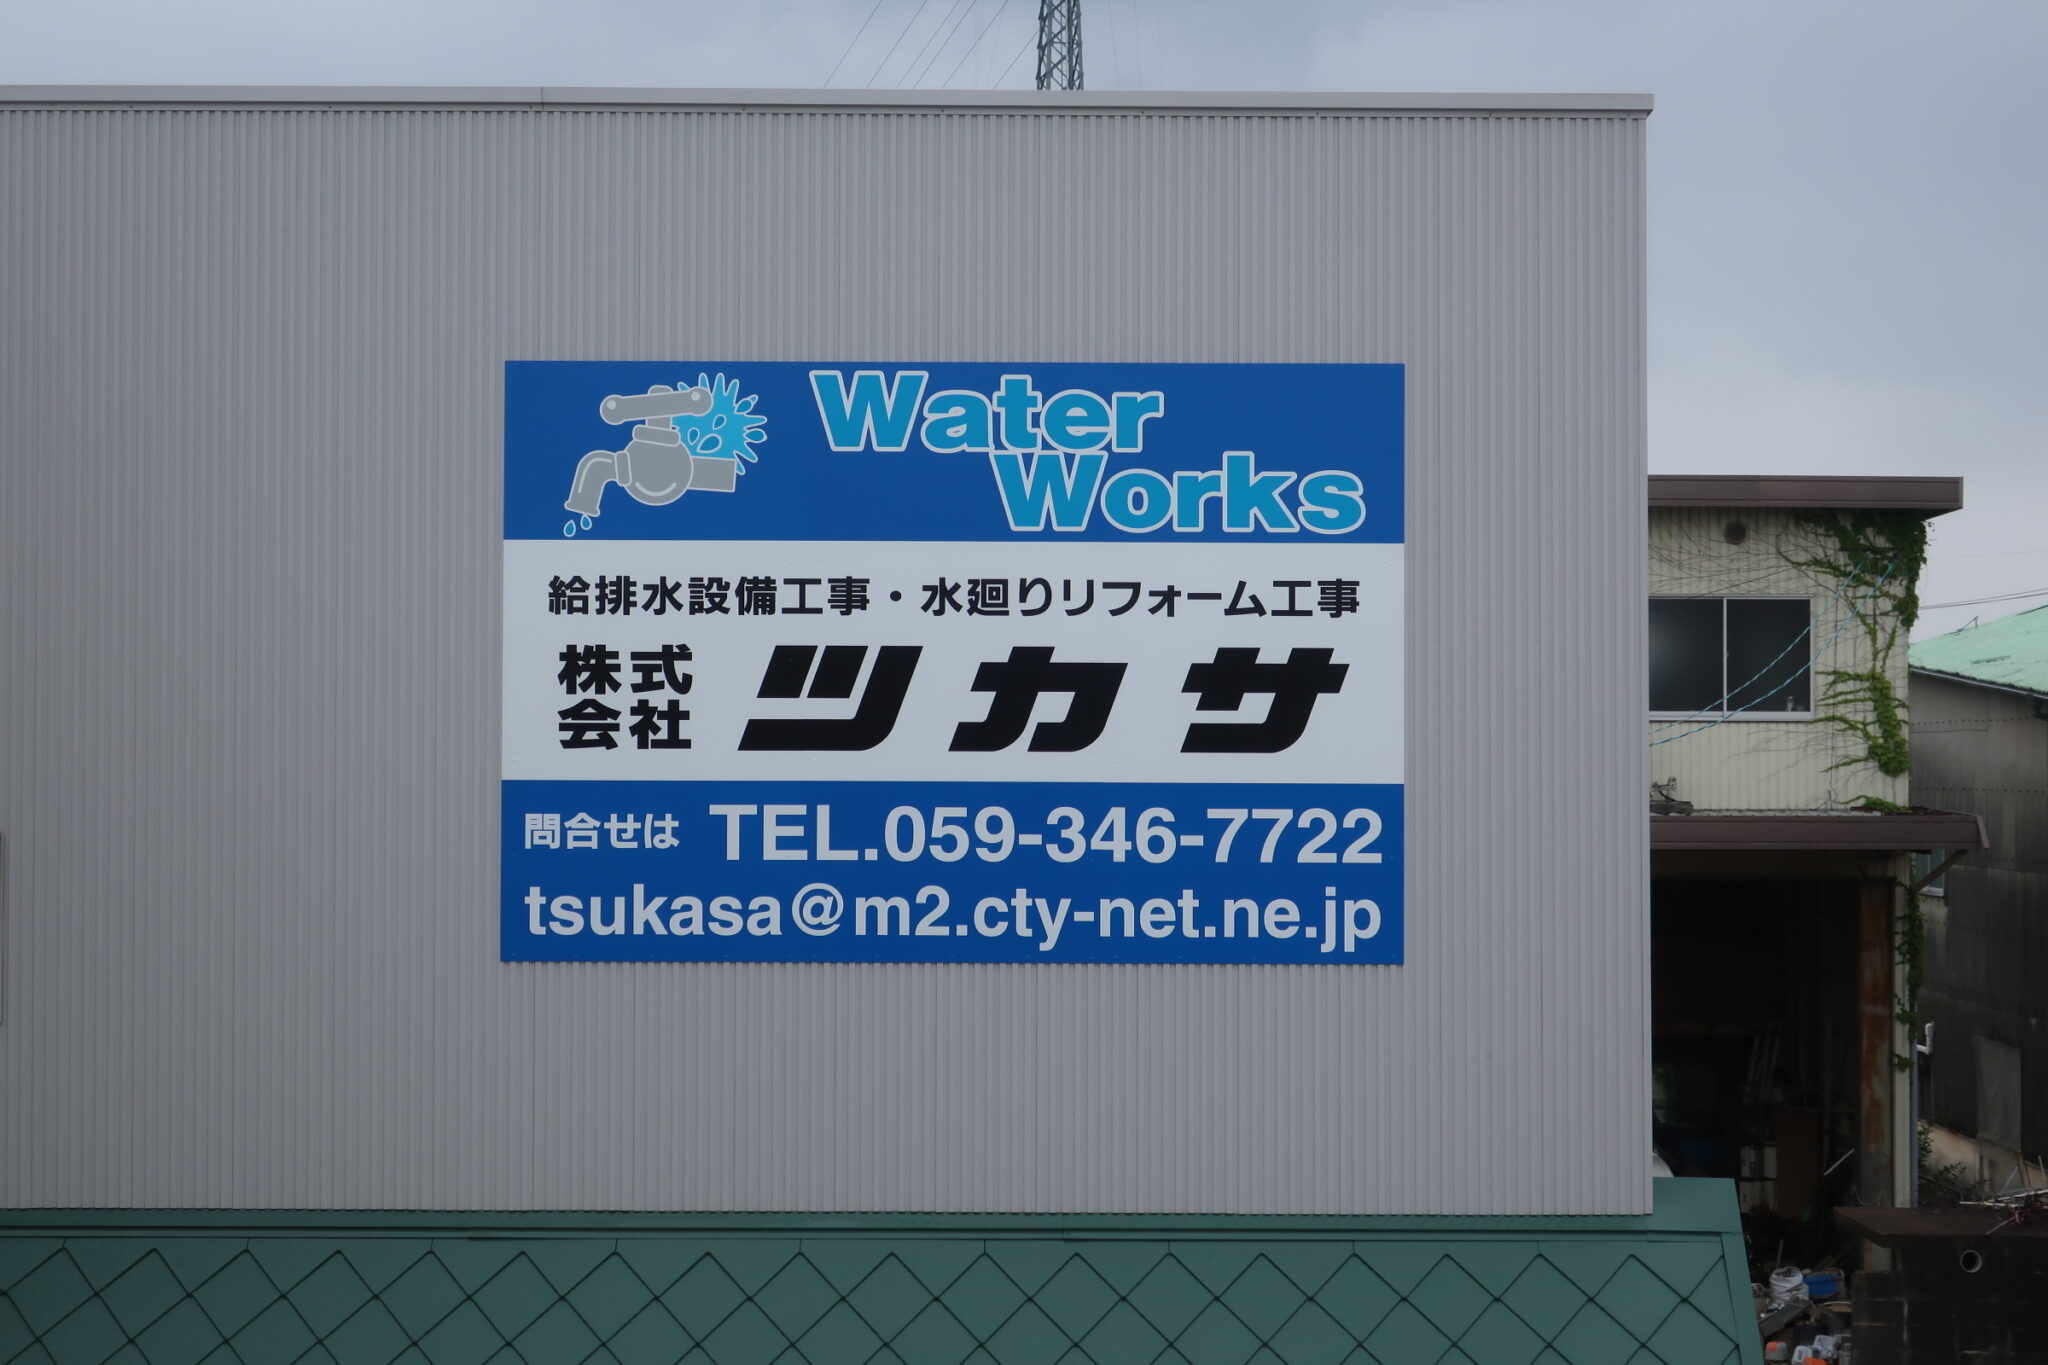 Water
Works
給排水設備工事・水廻りリフォーム工事
株式会社 ツカサ
問合せは TEL.059-346-7722
tsukasa@m2.cty-net.ne.jp